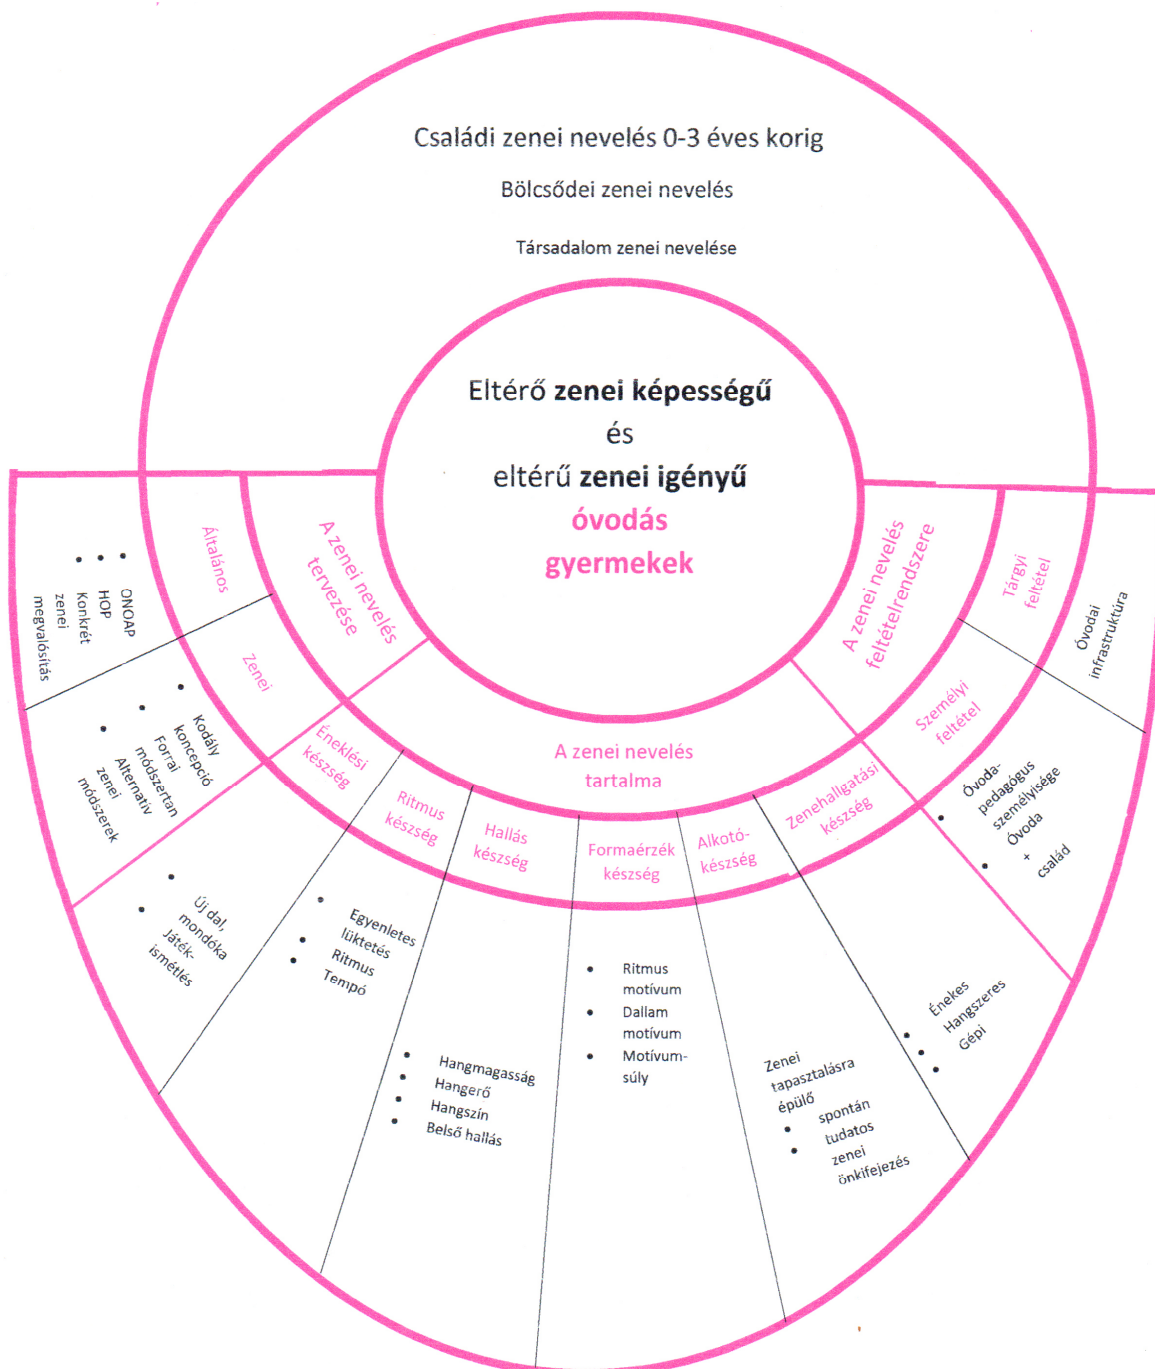 Családi zenei nevelés 0-3 éves korig
Bölcsődei zenei nevelés
Társadalom zenei nevelése
Eltérő zenei képességű
és
eltérű zenei igényű
óvodás
gyermekek
A zenei nevelés
tervezése
Általános
• ONOAP
• HOP
• Konkrét
zenei
megvalósítás
Zenei
• Kodály
koncepció
• Forrai
módszertan
• Alternatív
zenei
módszerek
A zenei nevelés
tartalma
Éneklési
készség
• Új dal,
mondóka
• Játék-
ismétlés
Ritmus
készség
• Egyenletes
lüktetés
• Ritmus
• Tempó
Hallás
készség
• Hangmagasság
• Hangerő
• Hangszín
• Belső hallás
Formaérzék
készség
• Ritmus
motívum
• Dallam
motívum
• Motívum-
súly
Alkotó-
készség
Zenei
tapasztalásra
épülő
• spontán
• tudatos
zenei
önkifejezés
Zenehallgatási
készség
• Énekes
• Hangszeres
• Gépi
A zenei nevelés
feltételrendszere
Személyi
feltétel
• Óvoda-
pedagógus
személyisége
• Óvoda
+
család
Tárgyi
feltétel
Óvodai
infrastruktúra